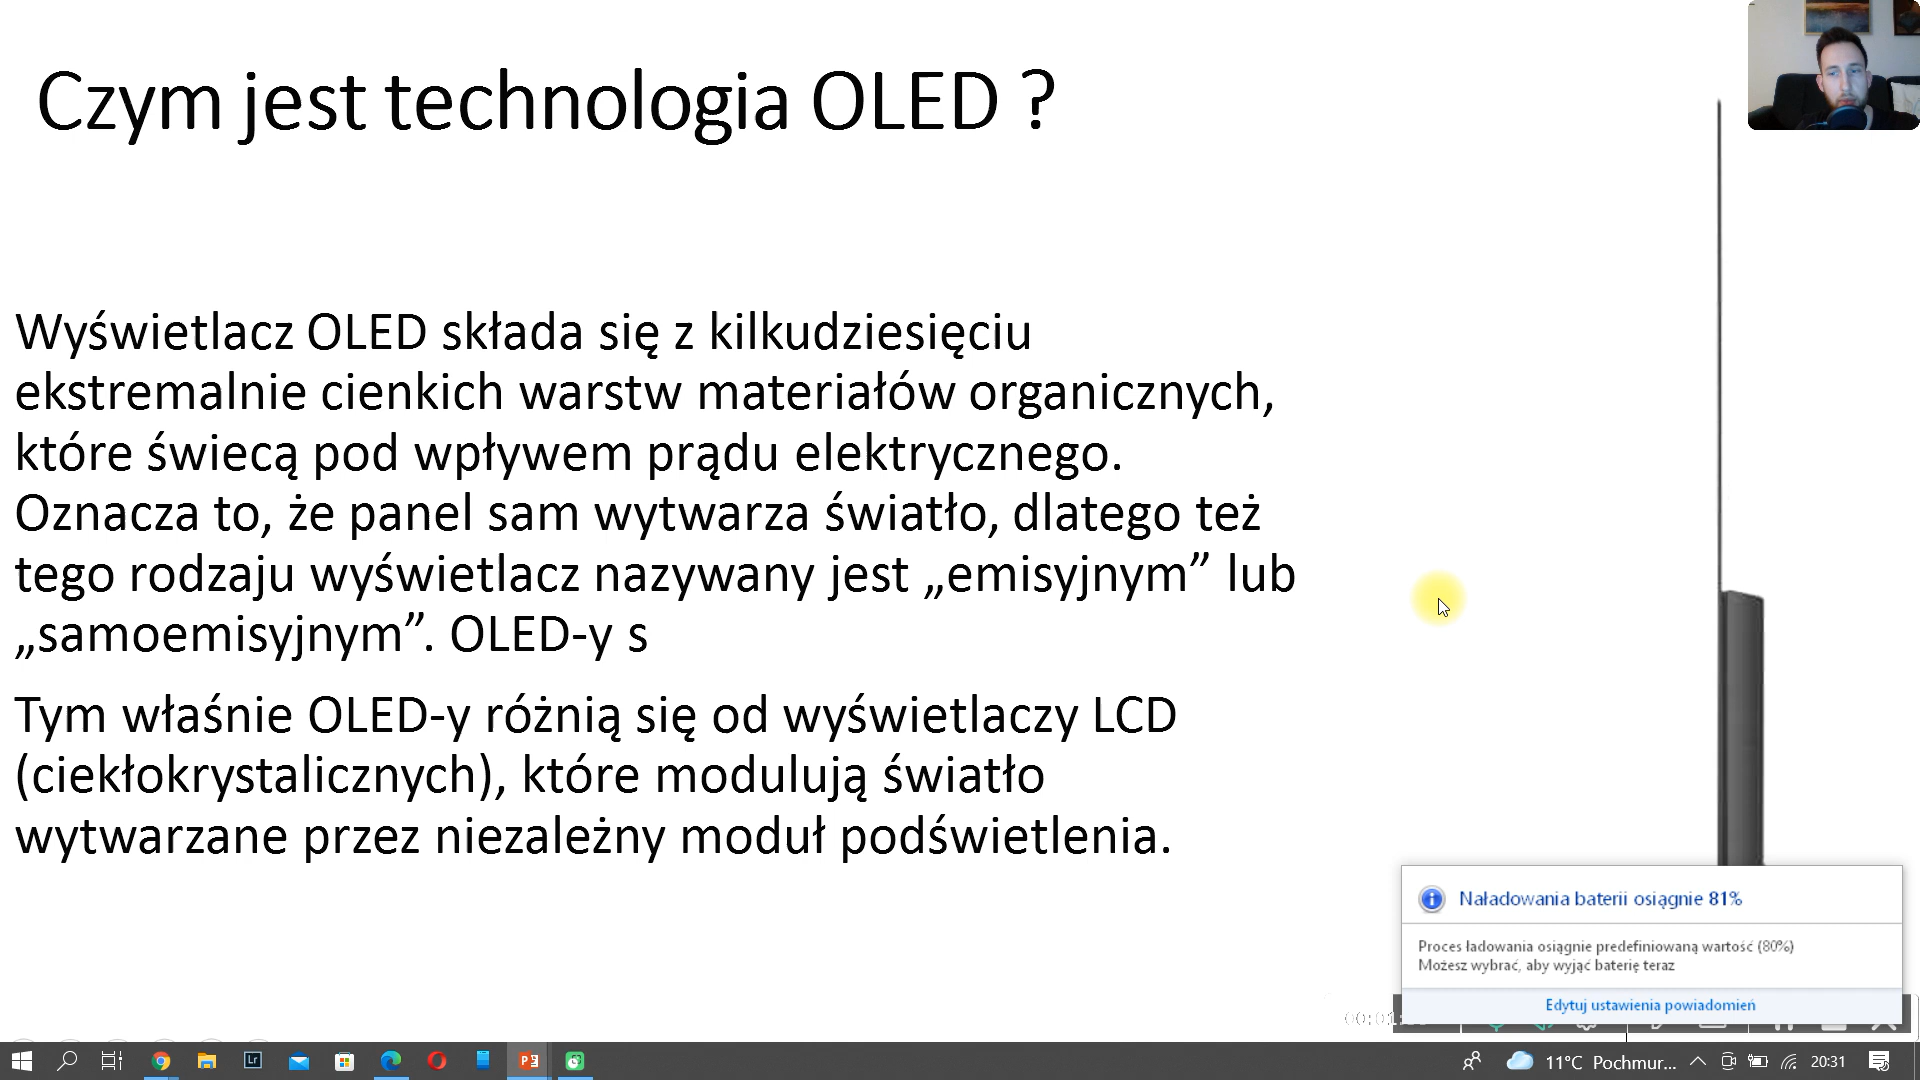 Czym jest technologia OLED ?
Wyświetlacz OLED składa się z kilkudziesięciu
ekstremalnie cienkich warstw materiałów organicznych,
które świecą pod wpływem prądu elektrycznego.
Oznacza to, że panel sam wytwarza światło, dlatego też
tego rodzaju wyświetlacz nazywany jest „emisyjnym” lub
„samoemisyjnym”. OLED-y s
Tym właśnie OLED-y różnią się od wyświetlaczy LCD
(ciekłokrystalicznych), które modulują światło
wytwarzane przez niezależny moduł podświetlenia.
Naładowania baterii osiągnie 81%
Proces ładowania osiągnie predefiniowaną wartość (80%)
Możesz wybrać, aby wyjąć baterię teraz
Edytuj ustawienia powiadomień
Lr
11°C Pochmur...
20:31